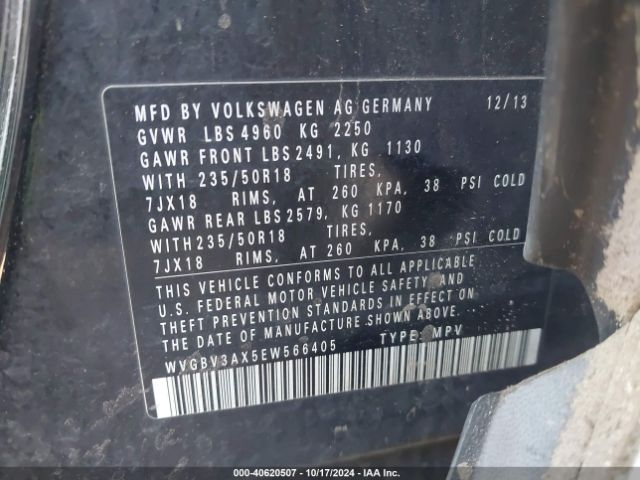 MFD BY VOLKSWAGEN AG GERMANY 12/13
GVWR LBS 4960 KG 2250
GAWR FRONT LBS 2491, KG 1130
WITH 235/50R18 TIRES,
7JX18 RIMS, AT 260 KPA, 38 PSI COLD
GAWR REAR LBS 2579, KG 1170
WITH 235/50R18 TIRES,
7JX18 RIMS, AT 260 KPA, 38 PSI COLD
THIS VEHICLE CONFORMS TO ALL APPLICABLE
U.S. FEDERAL MOTOR VEHICLE SAFETY AND
THEFT PREVENTION STANDARDS IN EFFECT ON
THE DATE OF MANUFACTURE SHOWN ABOVE.
WVGBV3AX5EW566405 TYPE: MPV
000-40620507 - 10/17/2024 - IAA Inc.